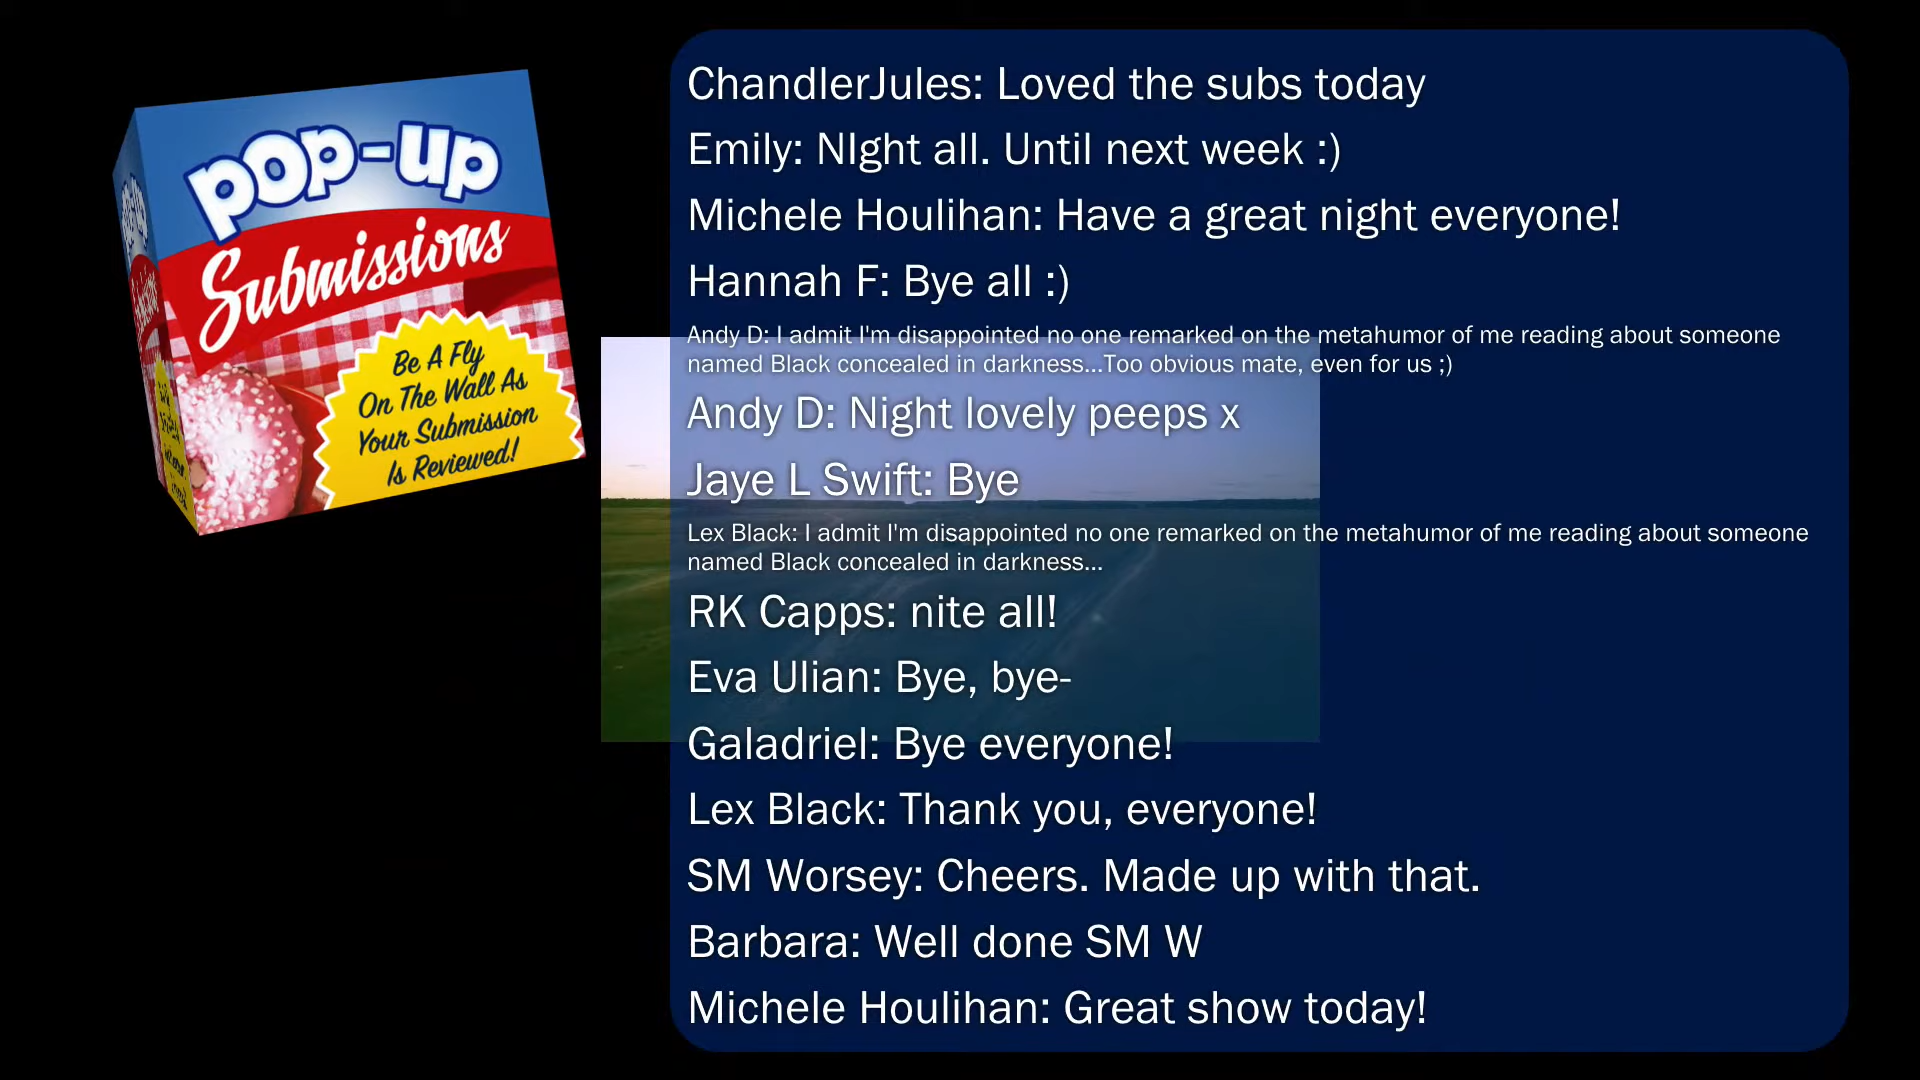 pop-up
Submissions
Be A Fly
On The Wall As
Your Submission
Is Reviewed!
ChandlerJules: Loved the subs today
Emily: NIght all. Until next week :)
Michele Houlihan: Have a great night everyone!
Hannah F: Bye all :)
Andy D: I admit I'm disappointed no one remarked on the metahumor of me reading about someone
named Black concealed in darkness...Too obvious mate, even for us ;)
Andy D: Night lovely peeps x
Jaye L Swift: Bye
Lex Black: I admit I'm disappointed no one remarked on the metahumor of me reading about someone
named Black concealed in darkness...
RK Capps: nite all!
Eva Ulian: Bye, bye-
Galadriel: Bye everyone!
Lex Black: Thank you, everyone!
SM Worsey: Cheers. Made up with that.
Barbara: Well done SM W
Michele Houlihan: Great show today!